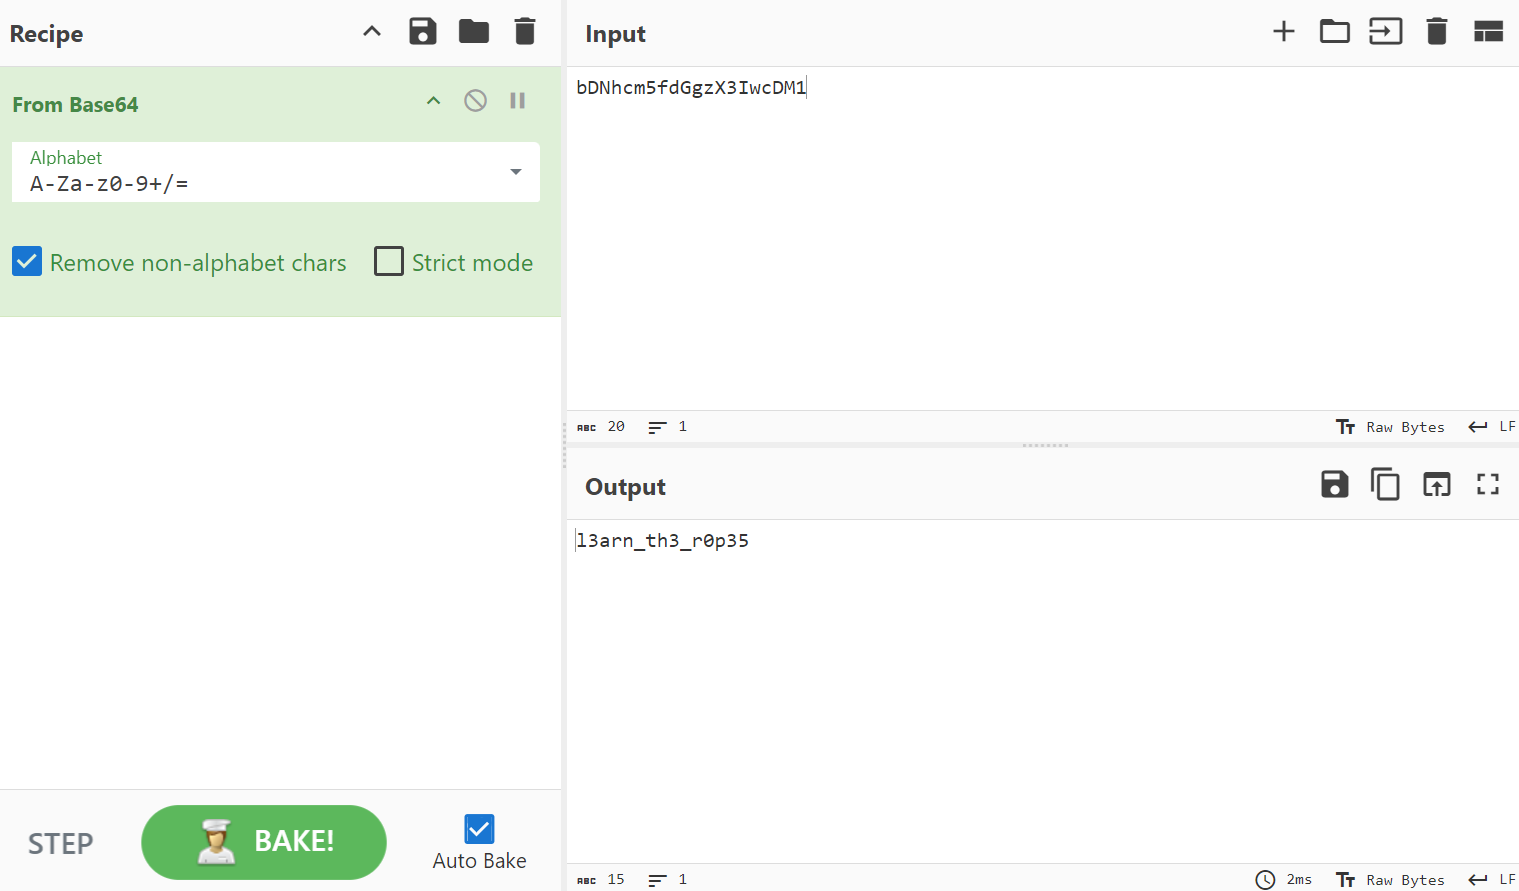 Recipe
From Base64
Alphabet
A-Za-z0-9+/=
Remove non-alphabet chars
Strict mode
STEP
BAKE!
Auto Bake
Input
bDNhcm5fdGgzX3IwcDM1
ABC 20 1
Raw Bytes LF
Output
l3arn_th3_r0p35
ABC 15 1
2ms Raw Bytes LF